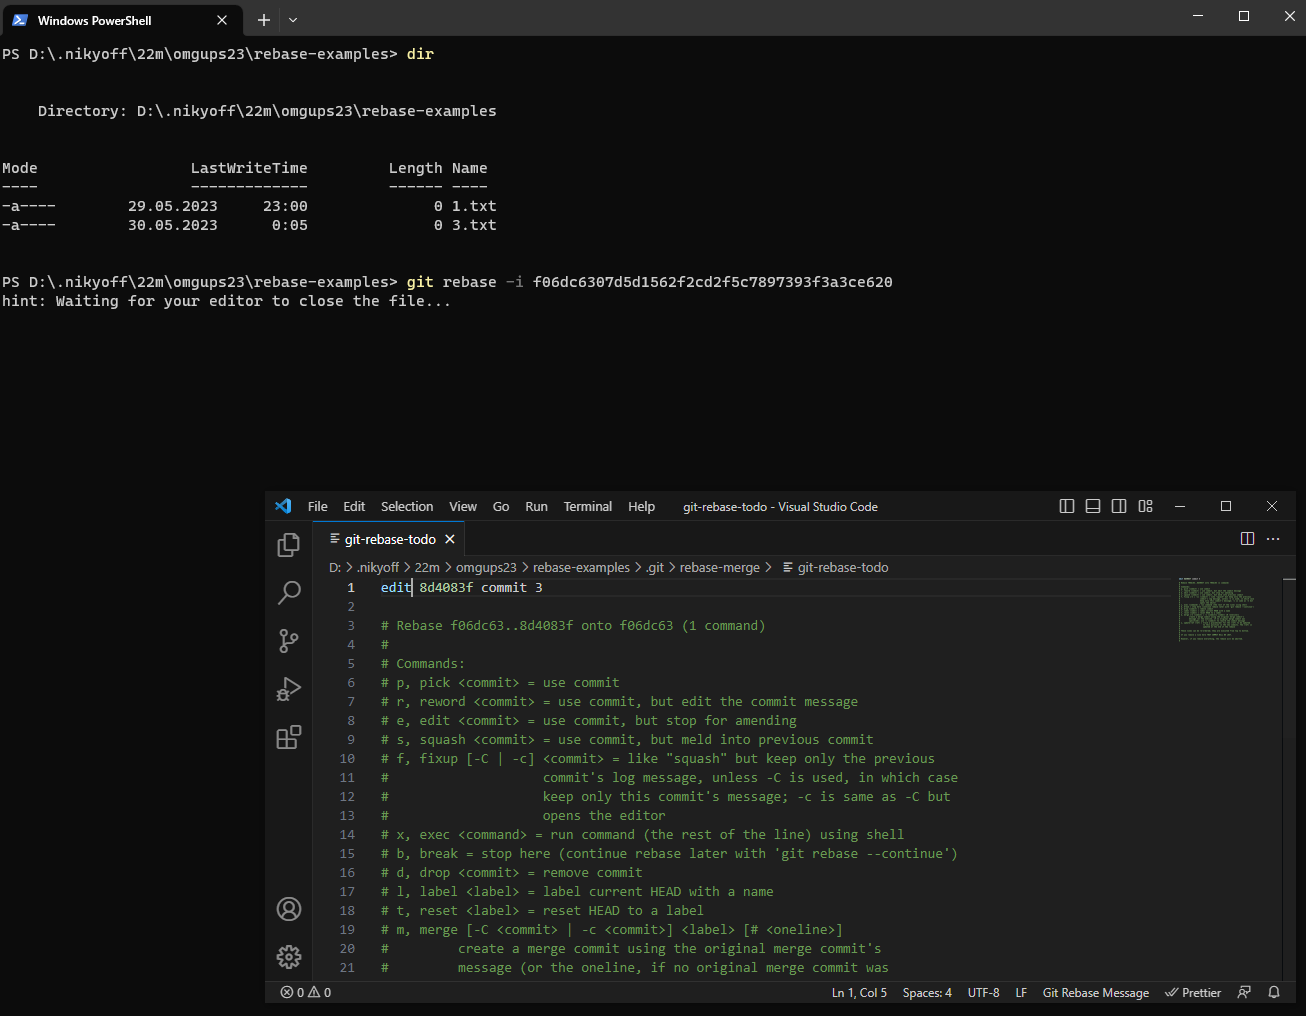 Windows PowerShell
PS D:\.nikyoff\22m\omgups23\rebase-examples> dir
Directory: D:\.nikyoff\22m\omgups23\rebase-examples
Mode LastWriteTime Length Name
---- ------------- ------ ----
-a---- 29.05.2023 23:00 0 1.txt
-a---- 30.05.2023 0:05 0 3.txt
PS D:\.nikyoff\22m\omgups23\rebase-examples> git rebase -i f06dc6307d5d1562f2cd2f5c7897393f3a3ce620
hint: Waiting for your editor to close the file...
File Edit Selection View Go Run Terminal Help git-rebase-todo - Visual Studio Code
git-rebase-todo
D: > .nikyoff > 22m > omgups23 > rebase-examples > .git > rebase-merge > git-rebase-todo
1 edit 8d4083f commit 3
2
3 # Rebase f06dc63..8d4083f onto f06dc63 (1 command)
4 #
5 # Commands:
6 # p, pick <commit> = use commit
7 # r, reword <commit> = use commit, but edit the commit message
8 # e, edit <commit> = use commit, but stop for amending
9 # s, squash <commit> = use commit, but meld into previous commit
10 # f, fixup [-C | -c] <commit> = like "squash" but keep only the previous
11 # commit's log message, unless -C is used, in which case
12 # keep only this commit's message; -c is same as -C but
13 # opens the editor
14 # x, exec <command> = run command (the rest of the line) using shell
15 # b, break = stop here (continue rebase later with 'git rebase --continue')
16 # d, drop <commit> = remove commit
17 # l, label <label> = label current HEAD with a name
18 # t, reset <label> = reset HEAD to a label
19 # m, merge [-C <commit> | -c <commit>] <label> [# <oneline>]
20 # create a merge commit using the original merge commit's
21 # message (or the oneline, if no original merge commit was
0 0 Ln 1, Col 5 Spaces: 4 UTF-8 LF Git Rebase Message Prettier